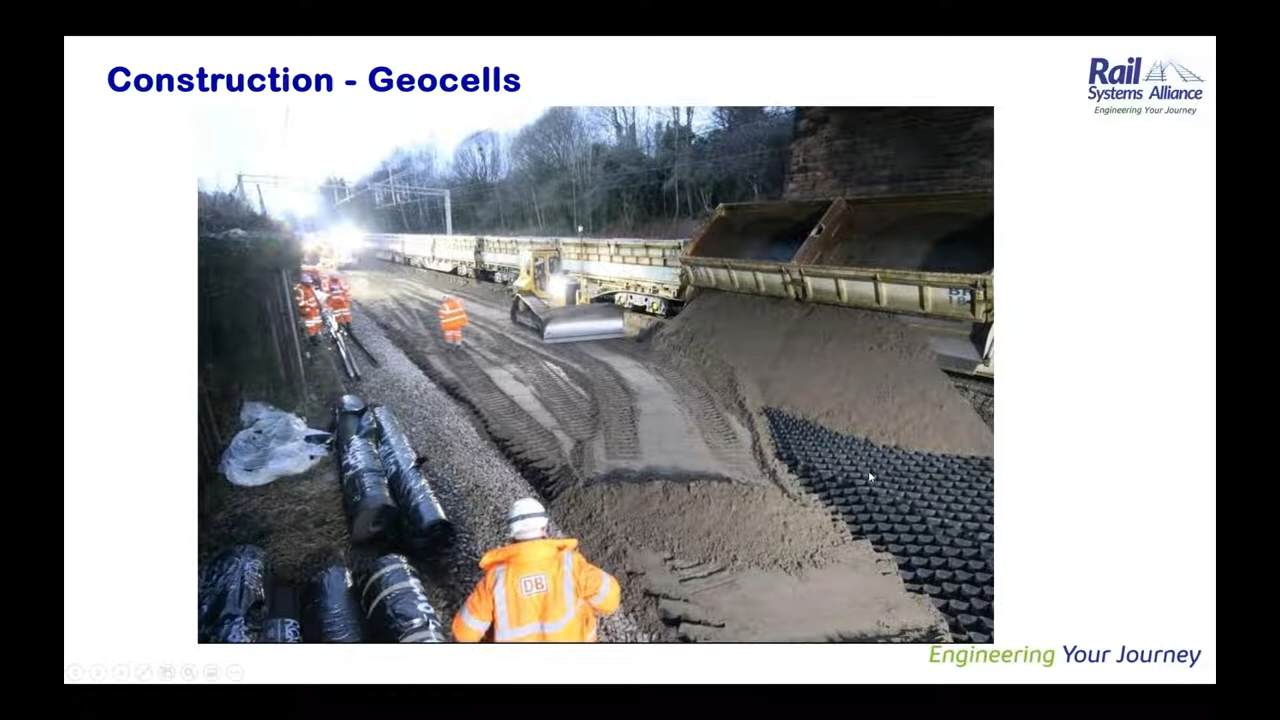 Construction - Geocells
Rail
Systems Alliance
Engineering Your Journey
DB
Engineering Your Journey